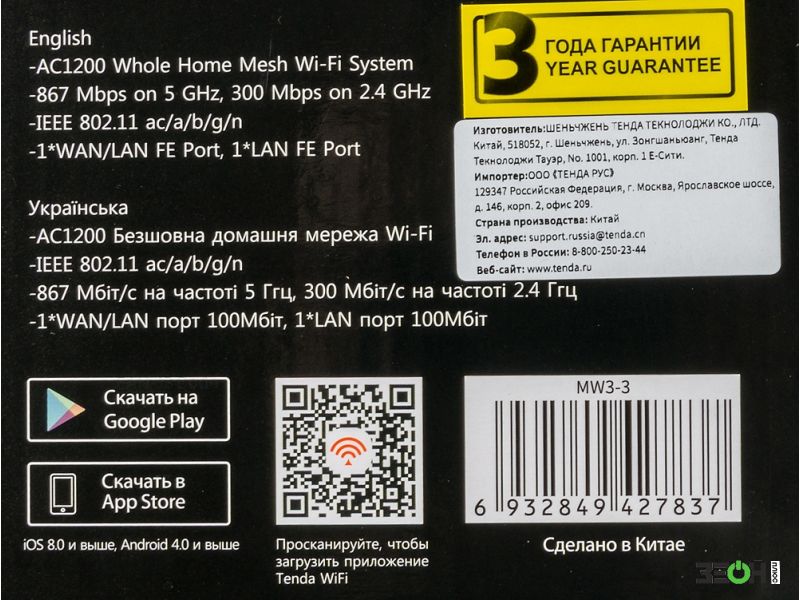 English
-AC1200 Whole Home Mesh Wi-Fi System
-867 Mbps on 5 GHz, 300 Mbps on 2.4 GHz
-IEEE 802.11 ac/a/b/g/n
-1*WAN/LAN FE Port, 1*LAN FE Port
Українська
-AC1200 Безшовна домашня мережа Wi-Fi
-IEEE 802.11 ac/a/b/g/n
-867 Мбіт/с на частоті 5 Ггц, 300 Мбіт/с на частоті 2.4 Ггц
-1*WAN/LAN порт 100Мбіт, 1*LAN порт 100Мбіт
3 ГОДА ГАРАНТИИ
YEAR GUARANTEE
Изготовитель:ШЕНЬЧЖЕНЬ ТЕНДА ТЕКНОЛОДЖИ КО., ЛТД.
Китай, 518052, г. Шеньчжень, ул. Зонгшаньюанг, Тенда
Текнолоджи Тауэр, No. 1001, корп. 1 Е-Сити.
Импортер:ООО《ТЕНДА РУС》
129347 Российская Федерация, г. Москва, Ярославское шоссе,
д. 146, корп. 2, офис 209.
Страна производства: Китай
Эл. адрес: support.russia@tenda.cn
Телефон в России: 8-800-250-23-44
Веб-сайт: www.tenda.ru
Скачать на
Google Play
Скачать в
App Store
iOS 8.0 и выше, Android 4.0 и выше
Просканируйте, чтобы
загрузить приложение
Tenda WiFi
MW3-3
6 932849 427837
Сделано в Китае
ЗЕОН
плюс